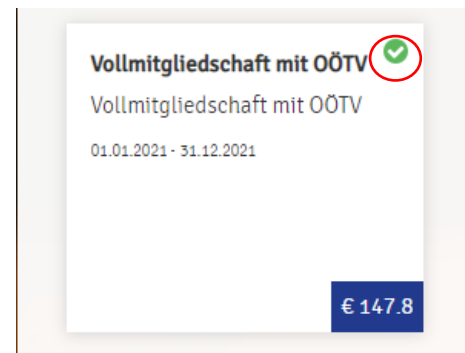 Vollmitgliedschaft mit OÖTV
Vollmitgliedschaft mit OÖTV
01.01.2021 - 31.12.2021
€ 147.8